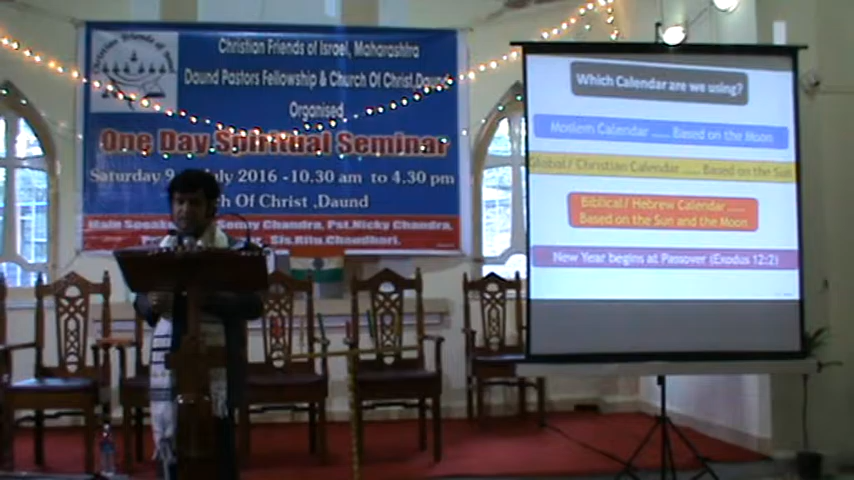 Christian Friends of Israel, Maharashtra
Daund Pastors Fellowship & Church Of Christ, Daund
Organised
One Day Spiritual Seminar
Saturday 9 July 2016 -10.30 am to 4.30 pm
Of Christ ,Daund
Main Speake Sonny Chandra, Pst.Nicky Chandra,
Sis.Ritu.Chowdhari.
Which Calendar are we using?
Moslem Calendar ...... Based on the Moon
Global / Christian Calendar ...... Based on the Sun
Biblical / Hebrew Calendar ......
Based on the Sun and the Moon
New Year begins at Passover (Exodus 12:2)